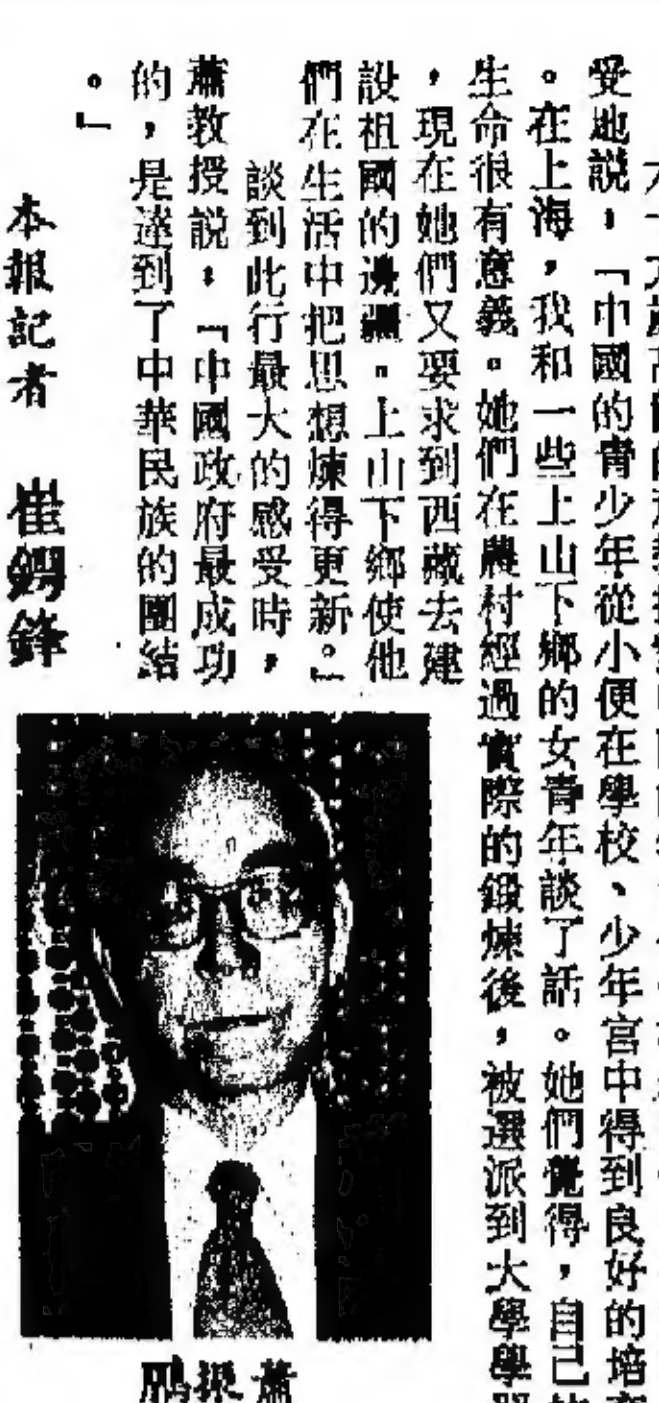 受地説：「中國的青少年從小便在學校、少年宮中得到良好的培
。在上海，我和一些上山下鄉的女青年談了話。她們覺得，自己
生命很有意義。她們在農村經過實際的鍛煉後，被選派到大學學
，現在她們又要求到西藏去建
設祖國的邊疆。上山下鄉使他
們在生活中把思想煉得更新。」
談到此行最大的感受時，
蕭教授説：「中國政府最成功
的，是達到了中華民族的團結
。」
本報記者 崔鍔鋒
蕭振鵬